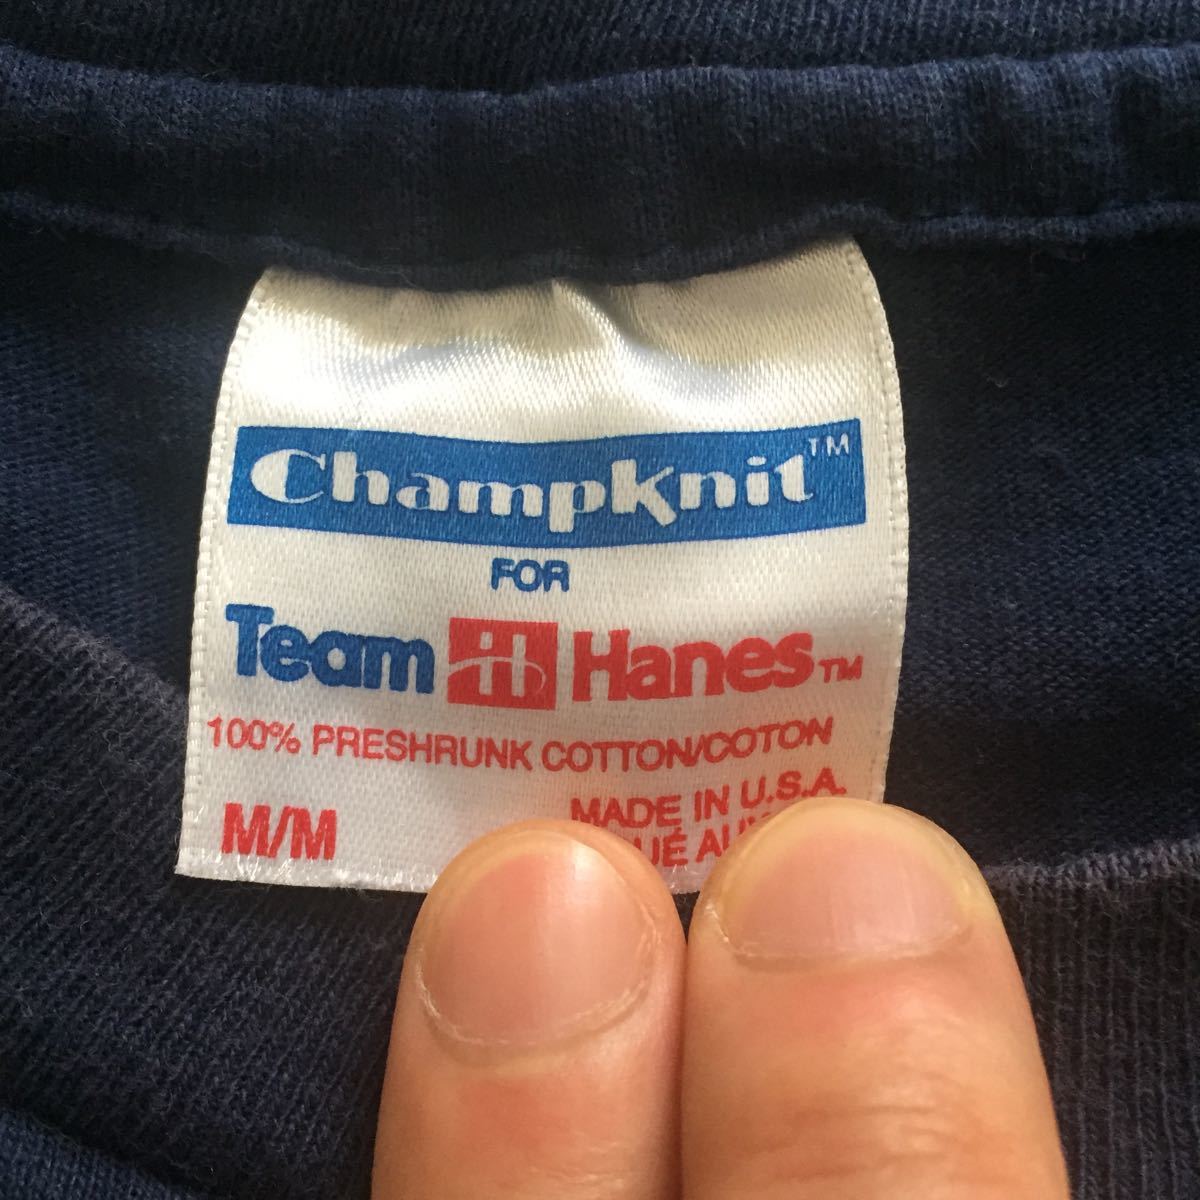 Champknit™
FOR
Team Hanes™
100% PRESHRUNK COTTON/COTON
M/M
MADE IN U.S.A.